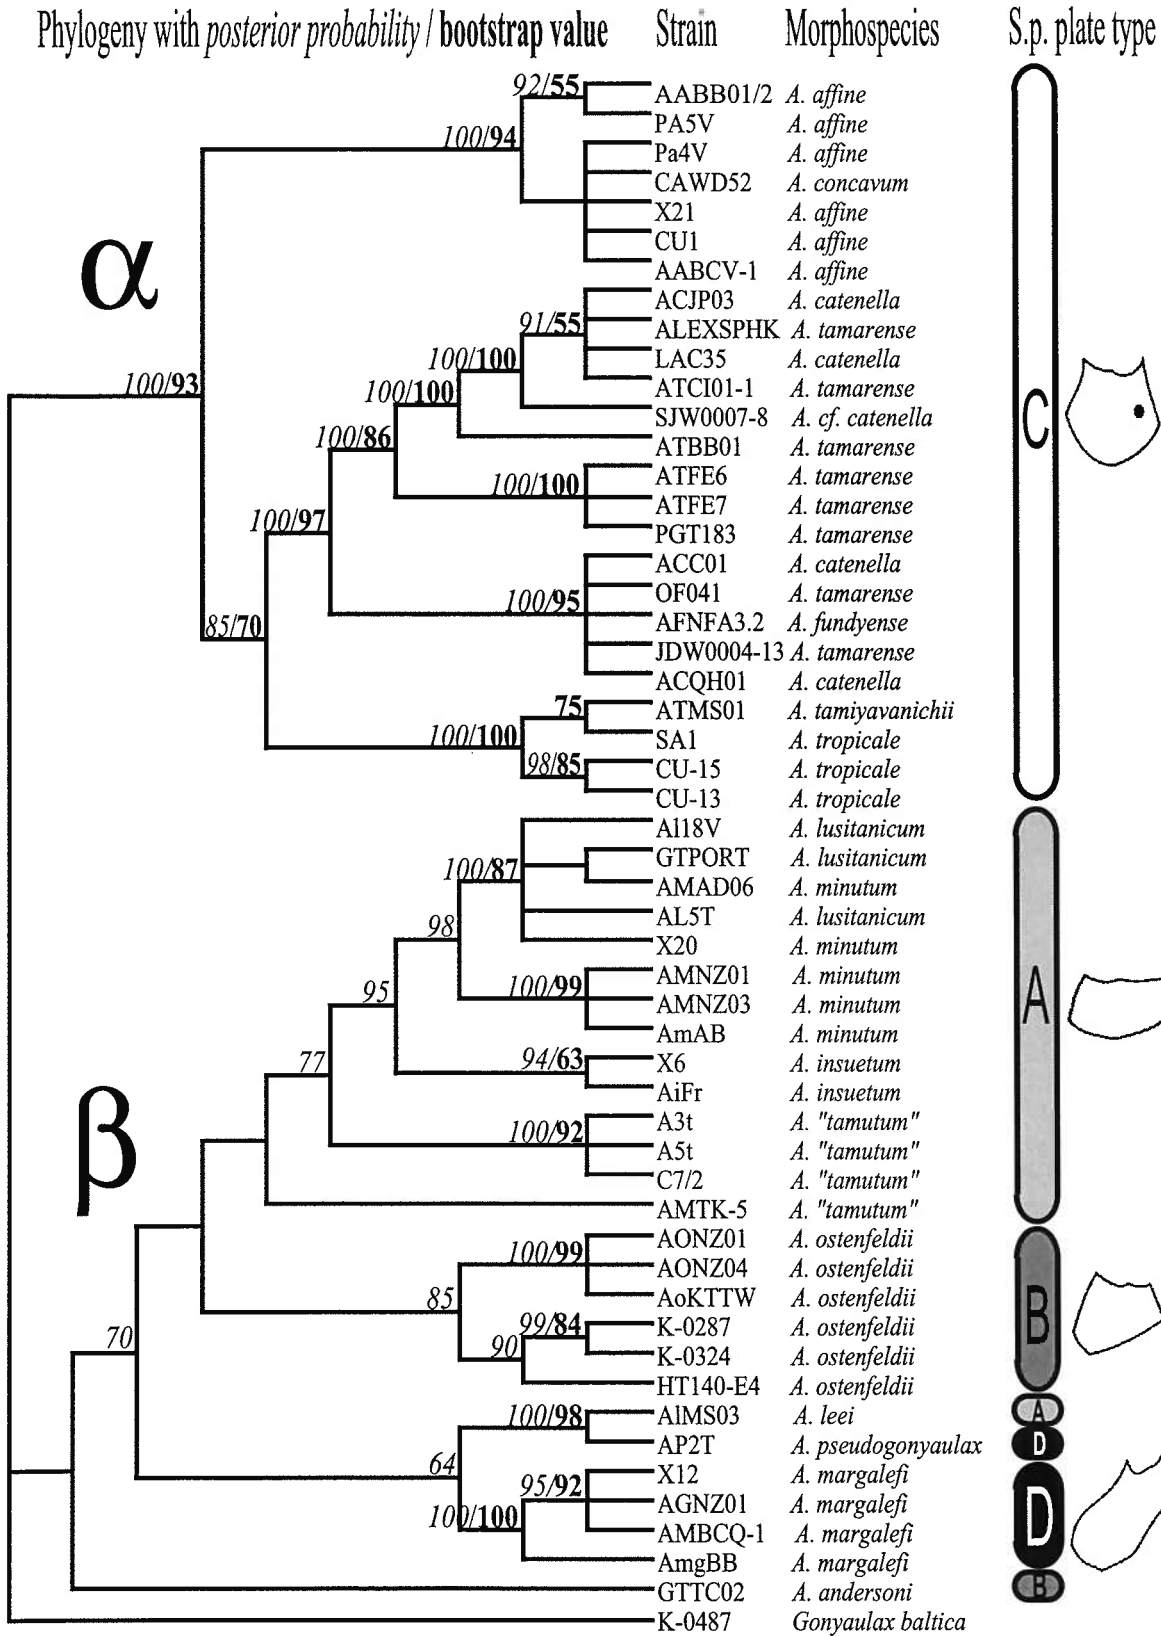 Phylogeny with posterior probability / bootstrap value Strain Morphospecies S.p. plate type
92/55
AABB01/2 A. affine
PA5V A. affine
100/94
Pa4V A. affine
CAWD52 A. concavum
X21 A. affine
CU1 A. affine
α
AABCV-1 A. affine
ACJP03 A. catenella
91/55
ALEXSPHK A. tamarense
100/100
LAC35 A. catenella
100/93
100/100
ATCI01-1 A. tamarense
C
SJW0007-8 A. cf. catenella
100/86
ATBB01 A. tamarense
ATFE6 A. tamarense
100/100
ATFE7 A. tamarense
100/97
PGT183 A. tamarense
ACC01 A. catenella
OF041 A. tamarense
100/95
AFNFA3.2 A. fundyense
85/70
JDW0004-13 A. tamarense
ACQH01 A. catenella
75
ATMS01 A. tamiyavanichii
100/100
SA1 A. tropicale
98/85
CU-15 A. tropicale
CU-13 A. tropicale
Al18V A. lusitanicum
100/87
GTPORT A. lusitanicum
AMAD06 A. minutum
98
AL5T A. lusitanicum
X20 A. minutum
AMNZ01 A. minutum
95
100/99
AMNZ03 A. minutum
A
AmAB A. minutum
77
94/63
X6 A. insuetum
AiFr A. insuetum
β
A3t A. "tamutum"
100/92
A5t A. "tamutum"
C7/2 A. "tamutum"
AMTK-5 A. "tamutum"
AONZ01 A. ostenfeldii
100/99
AONZ04 A. ostenfeldii
85
AoKTTW A. ostenfeldii
B
99/84
K-0287 A. ostenfeldii
70
90
K-0324 A. ostenfeldii
HT140-E4 A. ostenfeldii
100/98
AlMS03 A. leei
A
AP2T A. pseudogonyaulax
D
64
X12 A. margalefi
95/92
AGNZ01 A. margalefi
100/100
AMBCQ-1 A. margalefi
D
AmgBB A. margalefi
GTTC02 A. andersoni
B
K-0487 Gonyaulax baltica